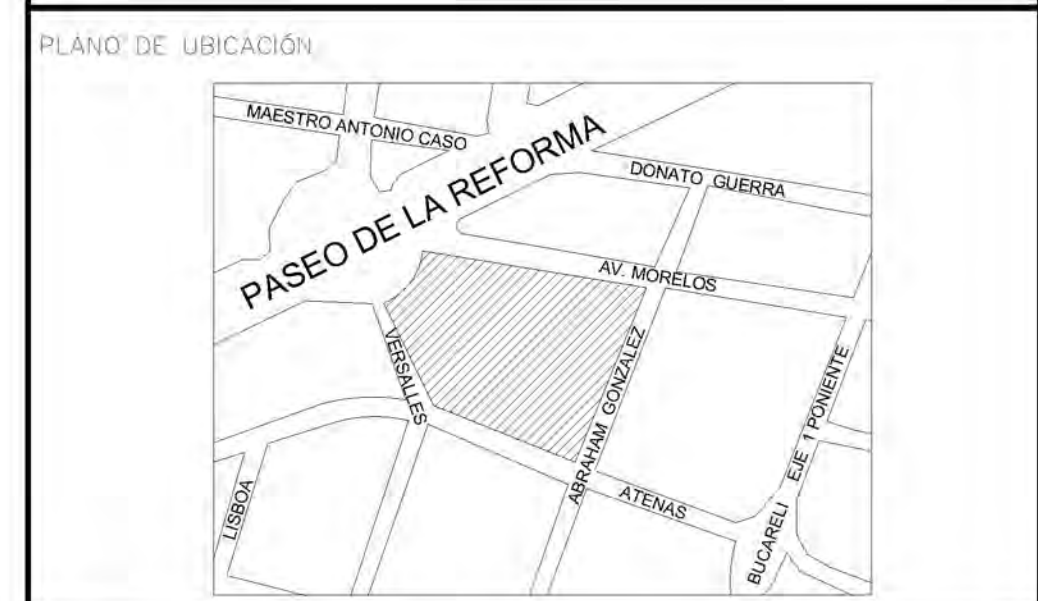 PLANO DE UBICACIÓN
MAESTRO ANTONIO CASO
PASEO DE LA REFORMA
DONATO GUERRA
AV. MORELOS
VERSALLES
ABRAHAM GONZALEZ
EJE 1 PONIENTE
LISBOA
ATENAS
BUCARELI